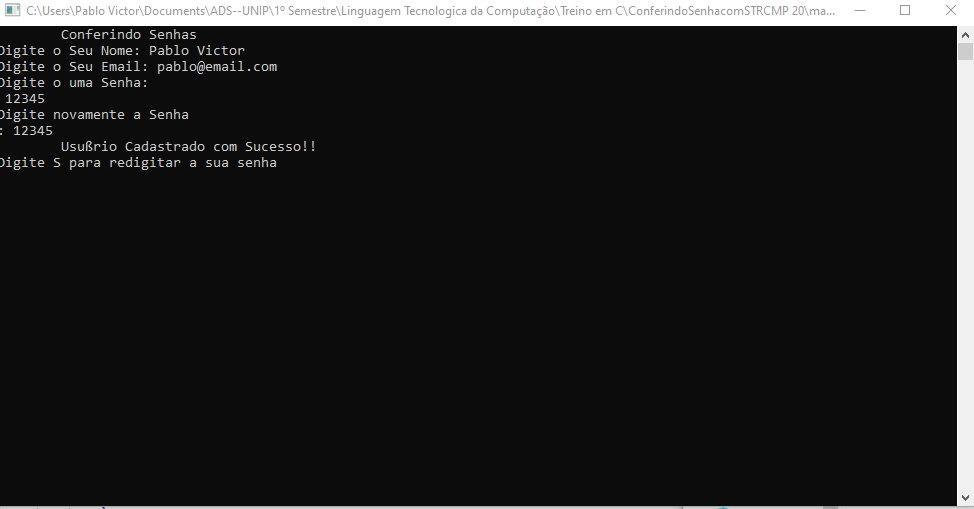 C:\Users\Pablo Victor\Documents\ADS--UNIP\1º Semestre\Linguagem Tecnologica da Computação\Treino em C\ConferindoSenhacomSTRCMP 20\ma...
Conferindo Senhas
Digite o Seu Nome: Pablo Victor
Digite o Seu Email: pablo@email.com
Digite o uma Senha:
12345
Digite novamente a Senha
: 12345
Usußrio Cadastrado com Sucesso!!
Digite S para redigitar a sua senha